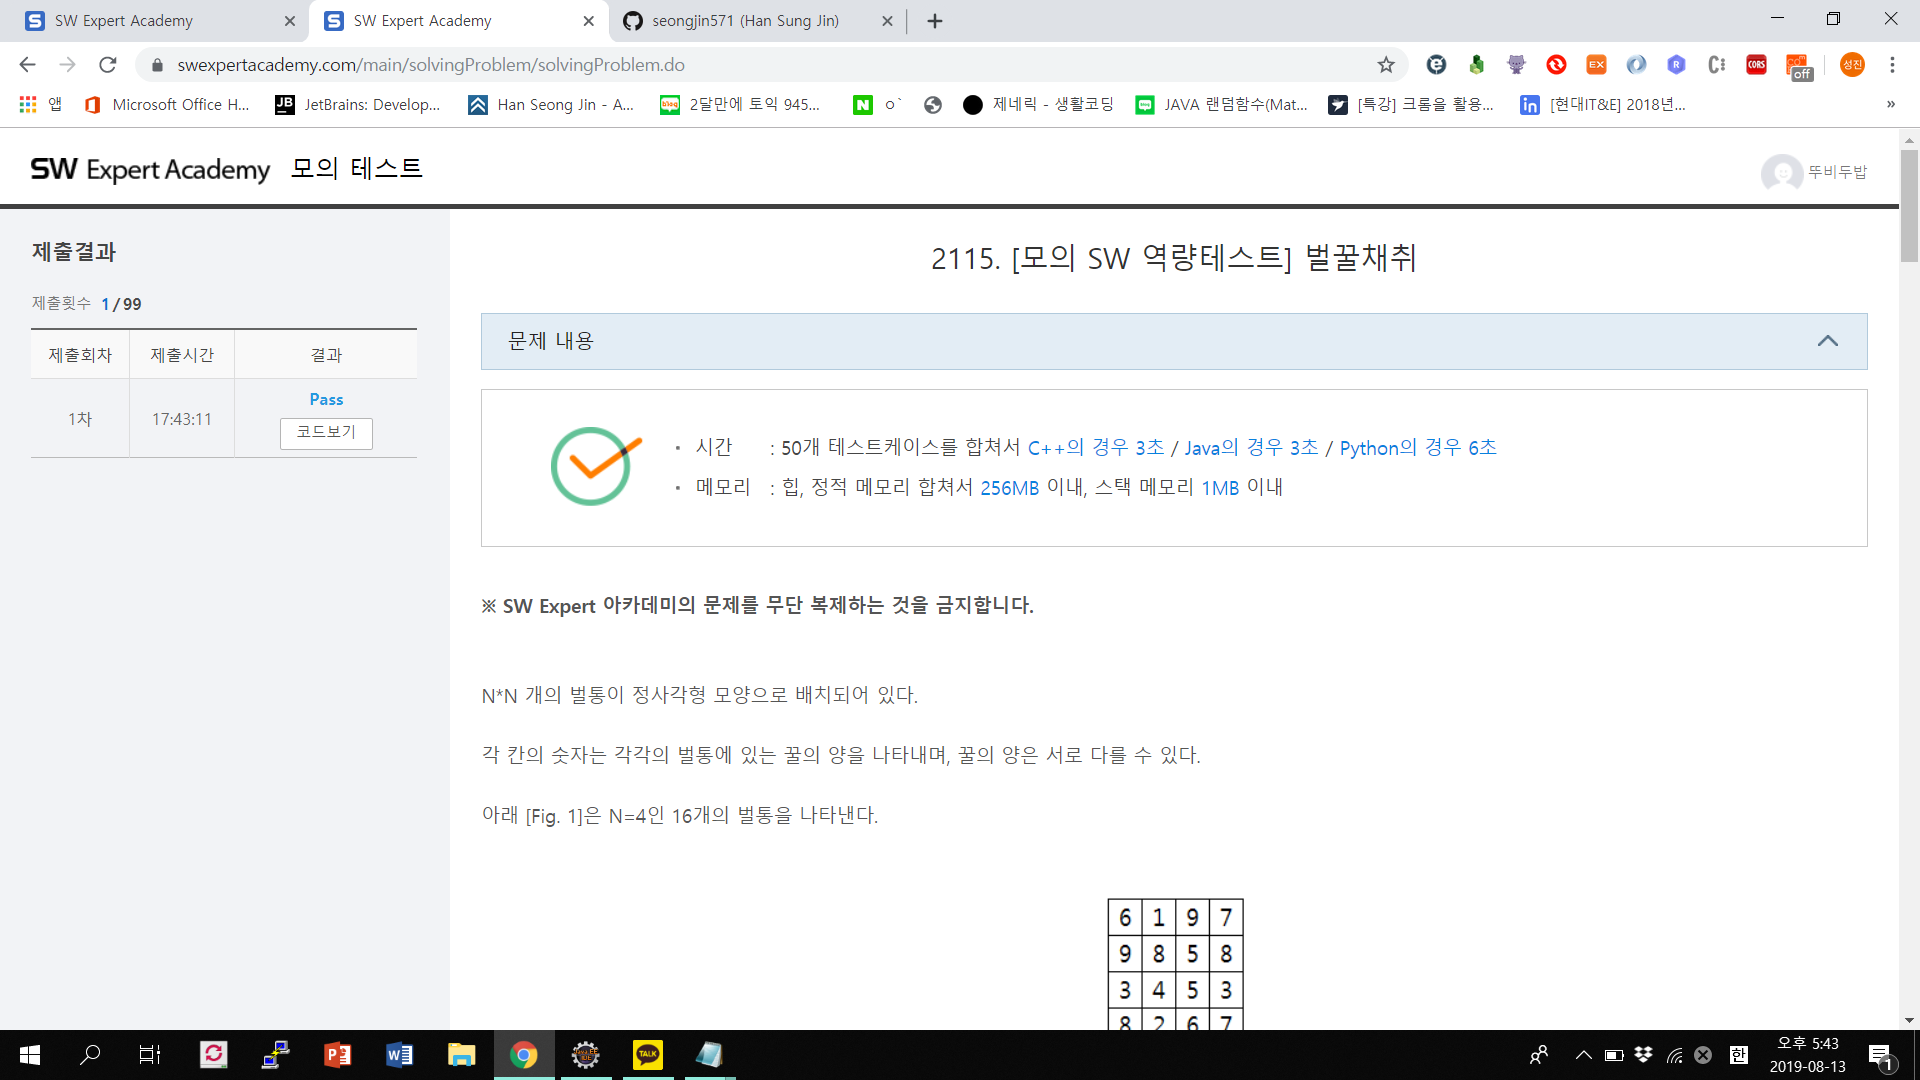 SW Expert Academy
SW Expert Academy
seongjin571 (Han Sung Jin)
swexpertacademy.com/main/solvingProblem/solvingProblem.do
EX
R
CORS
off
성진
앱
Microsoft Office H...
JB
JetBrains: Develop...
Han Seong Jin - A...
blog
2달만에 토익 945...
N
ㅇ`
제네릭 - 생활코딩
JAVA 랜덤함수(Mat...
[특강] 크롬을 활용...
in
[현대IT&E] 2018년...
»
SW Expert Academy 모의 테스트
뚜비두밥
제출결과
제출횟수 1 / 99
제출회차 제출시간 결과
1차 17:43:11 Pass
코드보기
2115. [모의 SW 역량테스트] 벌꿀채취
문제 내용
· 시간 : 50개 테스트케이스를 합쳐서 C++의 경우 3초 / Java의 경우 3초 / Python의 경우 6초
· 메모리 : 힙, 정적 메모리 합쳐서 256MB 이내, 스택 메모리 1MB 이내
※ SW Expert 아카데미의 문제를 무단 복제하는 것을 금지합니다.
N*N 개의 벌통이 정사각형 모양으로 배치되어 있다.
각 칸의 숫자는 각각의 벌통에 있는 꿀의 양을 나타내며, 꿀의 양은 서로 다를 수 있다.
아래 [Fig. 1]은 N=4인 16개의 벌통을 나타낸다.
6 1 9 7
9 8 5 8
3 4 5 3
8 2 6 7
TALK
한
오후 5:43
2019-08-13
1